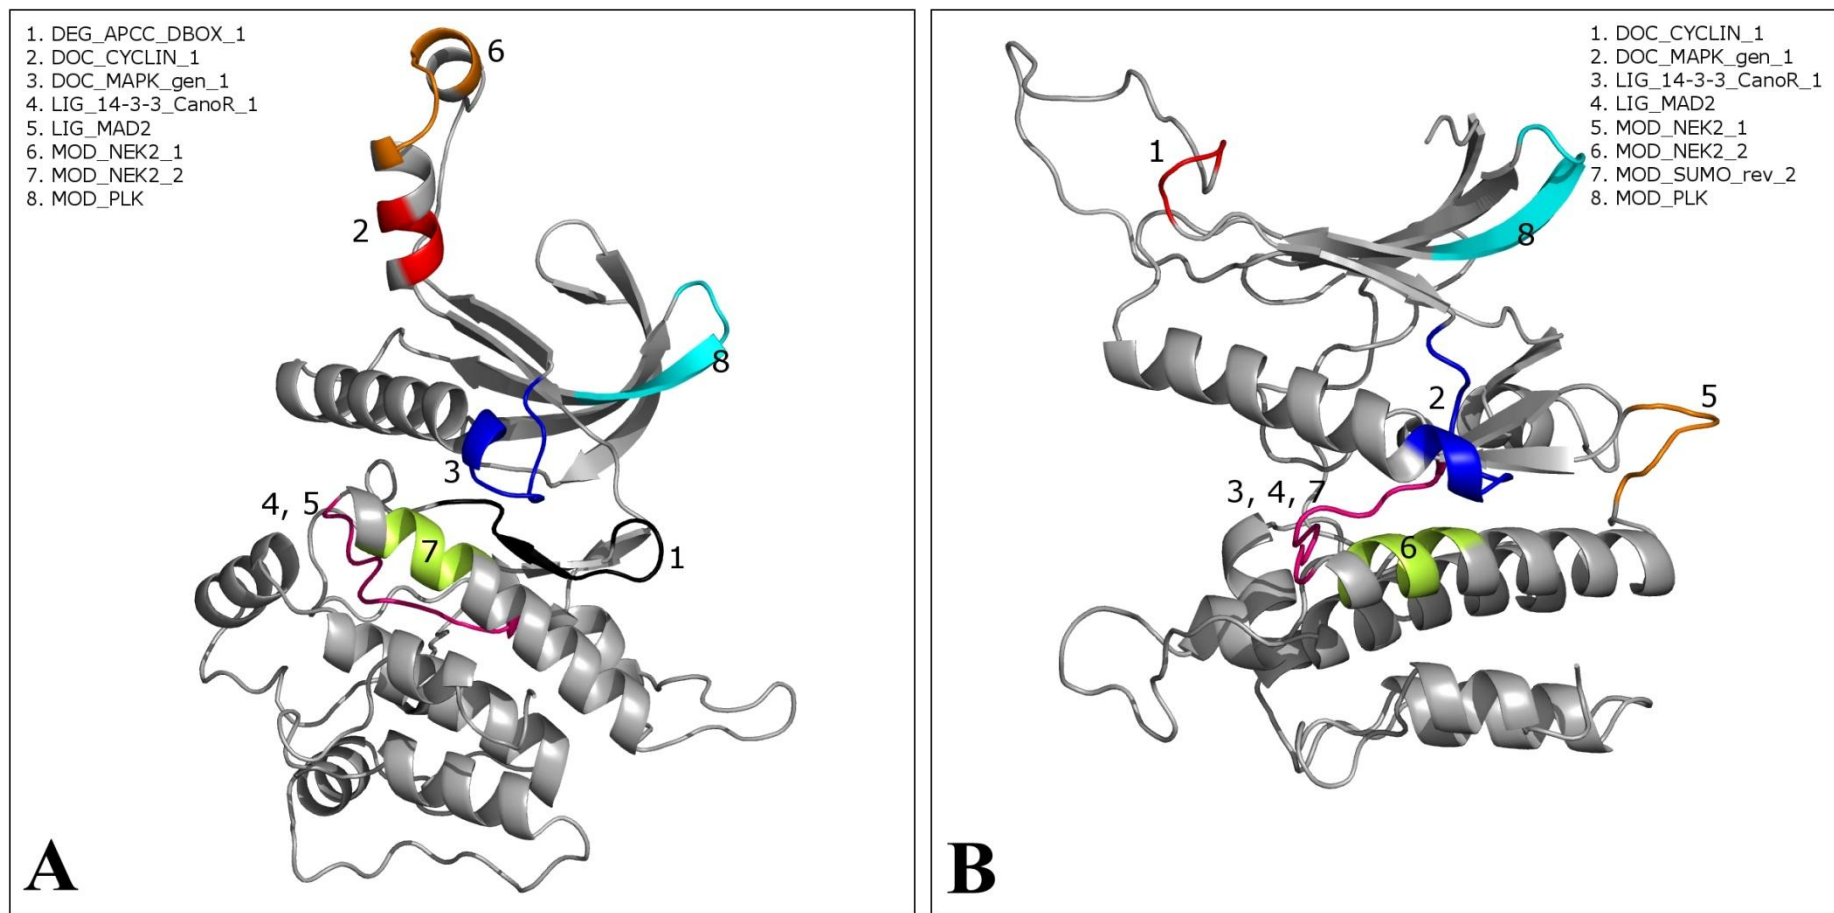 1. DEG_APCC_DBOX_1
2. DOC_CYCLIN_1
3. DOC_MAPK_gen_1
4. LIG_14-3-3_CanoR_1
5. LIG_MAD2
6. MOD_NEK2_1
7. MOD_NEK2_2
8. MOD_PLK
6
2
8
3
4, 5
7
1
A
1. DOC_CYCLIN_1
2. DOC_MAPK_gen_1
3. LIG_14-3-3_CanoR_1
4. LIG_MAD2
5. MOD_NEK2_1
6. MOD_NEK2_2
7. MOD_SUMO_rev_2
8. MOD_PLK
1
8
2
5
3, 4, 7
6
B